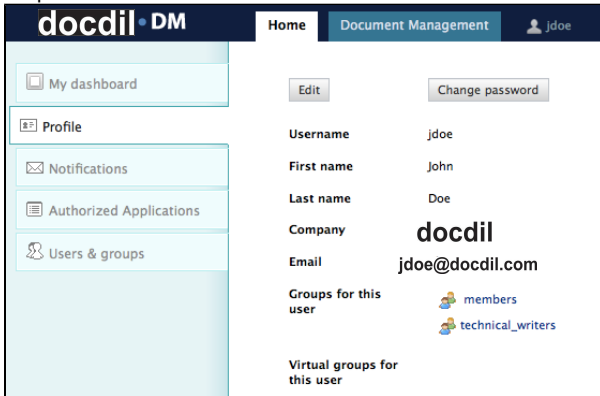 docdil • DM
Home
Document Management
jdoe
My dashboard
Profile
Notifications
Authorized Applications
Users & groups
Edit
Change password
Username
jdoe
First name
John
Last name
Doe
Company
docdil
Email
jdoe@docdil.com
Groups for this
user
members
technical_writers
Virtual groups for
this user